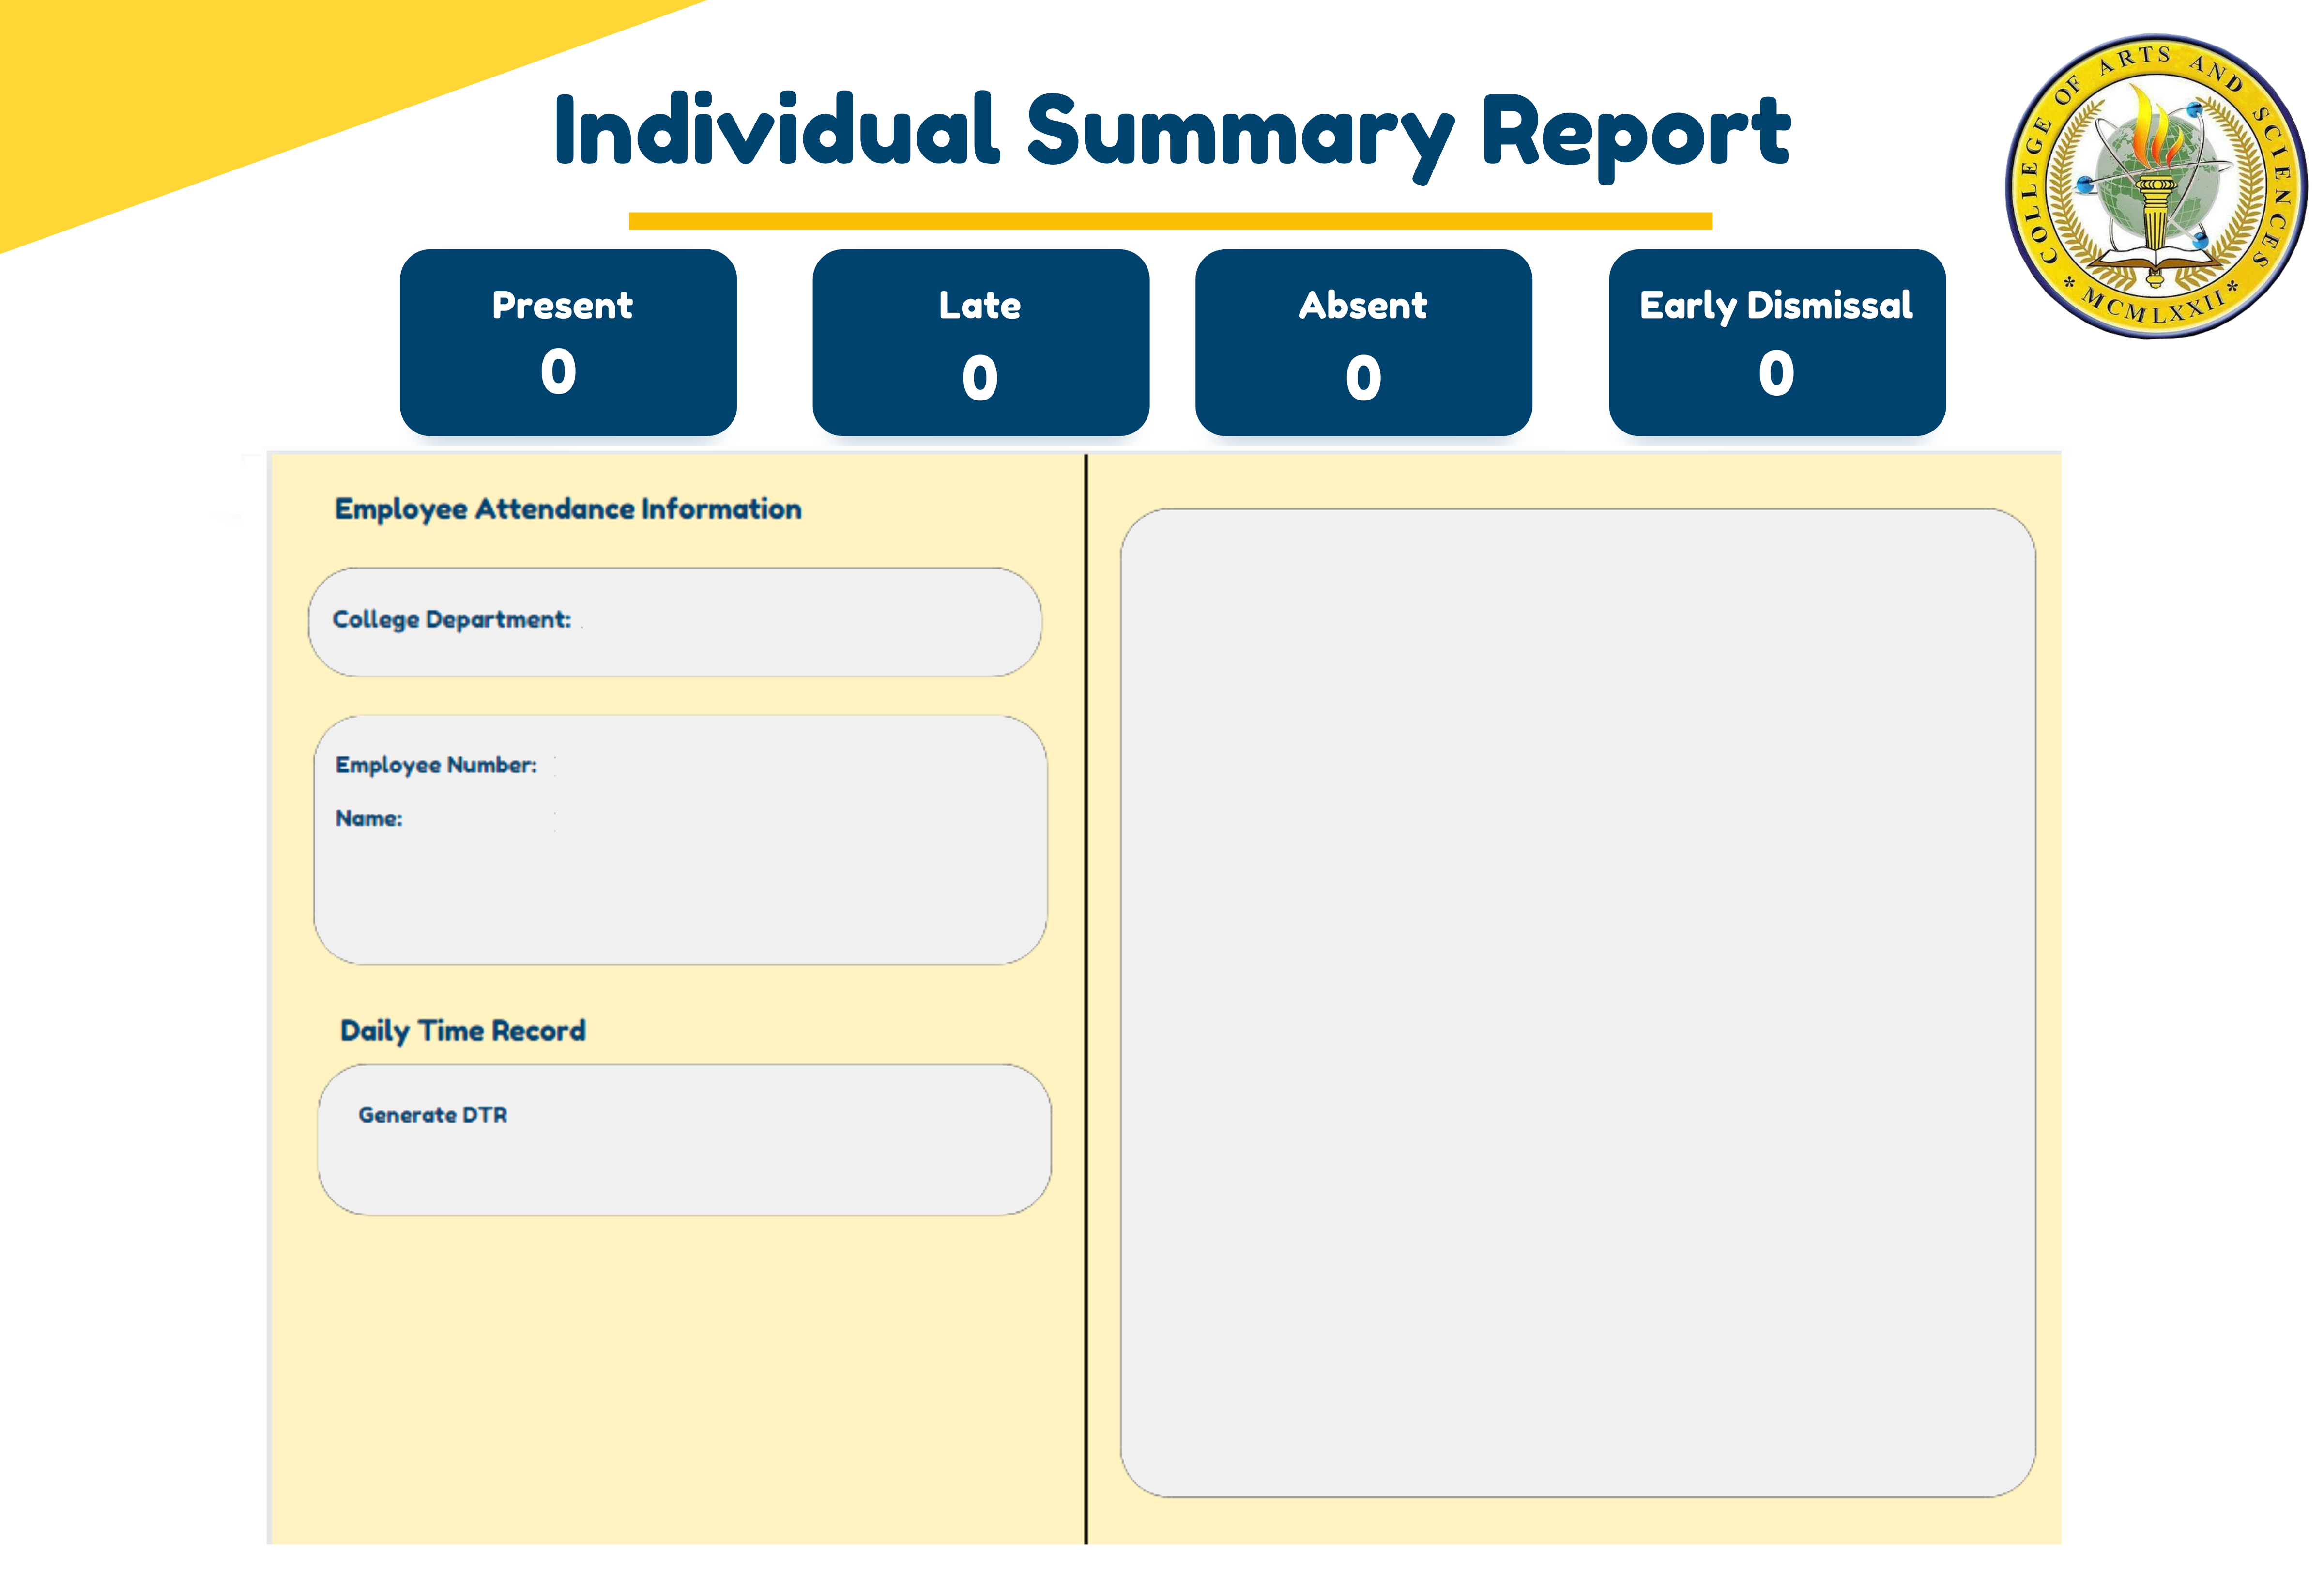 Individual Summary Report
COLLEGE OF ARTS AND SCIENCES
* MCMLXXII *
Present
0
Late
0
Absent
0
Early Dismissal
0
Employee Attendance Information
College Department:
Employee Number:
Name:
Daily Time Record
Generate DTR